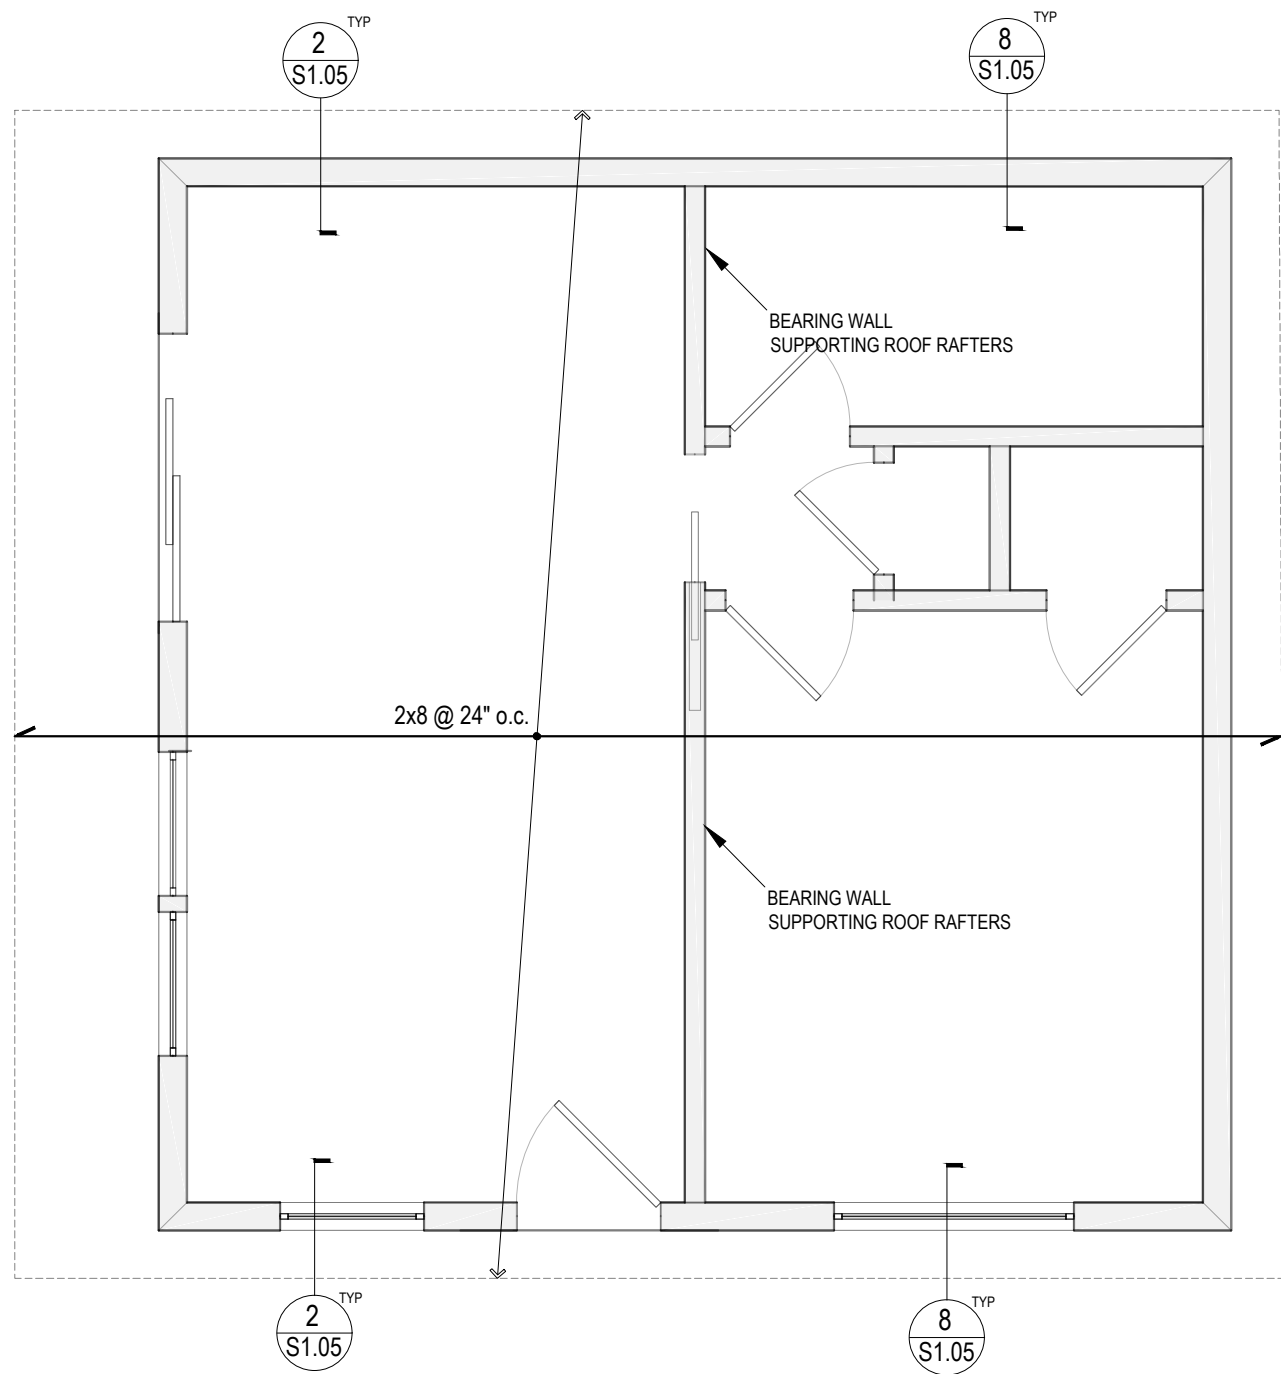 TYP
2
S1.05
TYP
8
S1.05
BEARING WALL
SUPPORTING ROOF RAFTERS
2x8 @ 24" o.c.
BEARING WALL
SUPPORTING ROOF RAFTERS
TYP
2
S1.05
TYP
8
S1.05